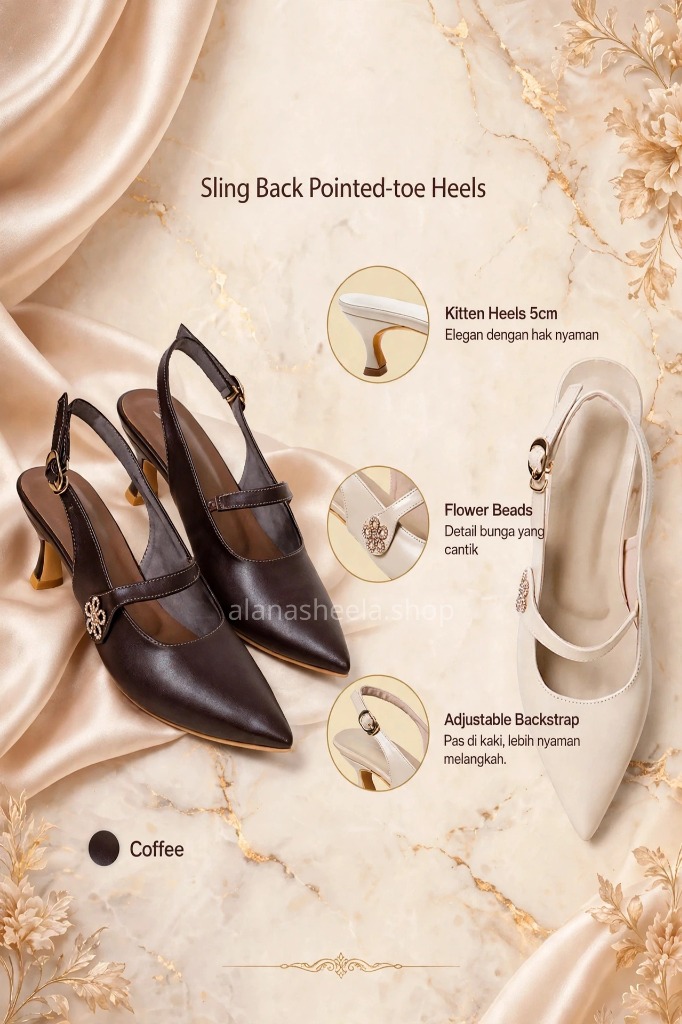 Sling Back Pointed-toe Heels
Kitten Heels 5cm
Elegan dengan hak nyaman
Flower Beads
Detail bunga yang
cantik
alanasheela.shop
Adjustable Backstrap
Pas di kaki, lebih nyaman
melangkah.
Coffee